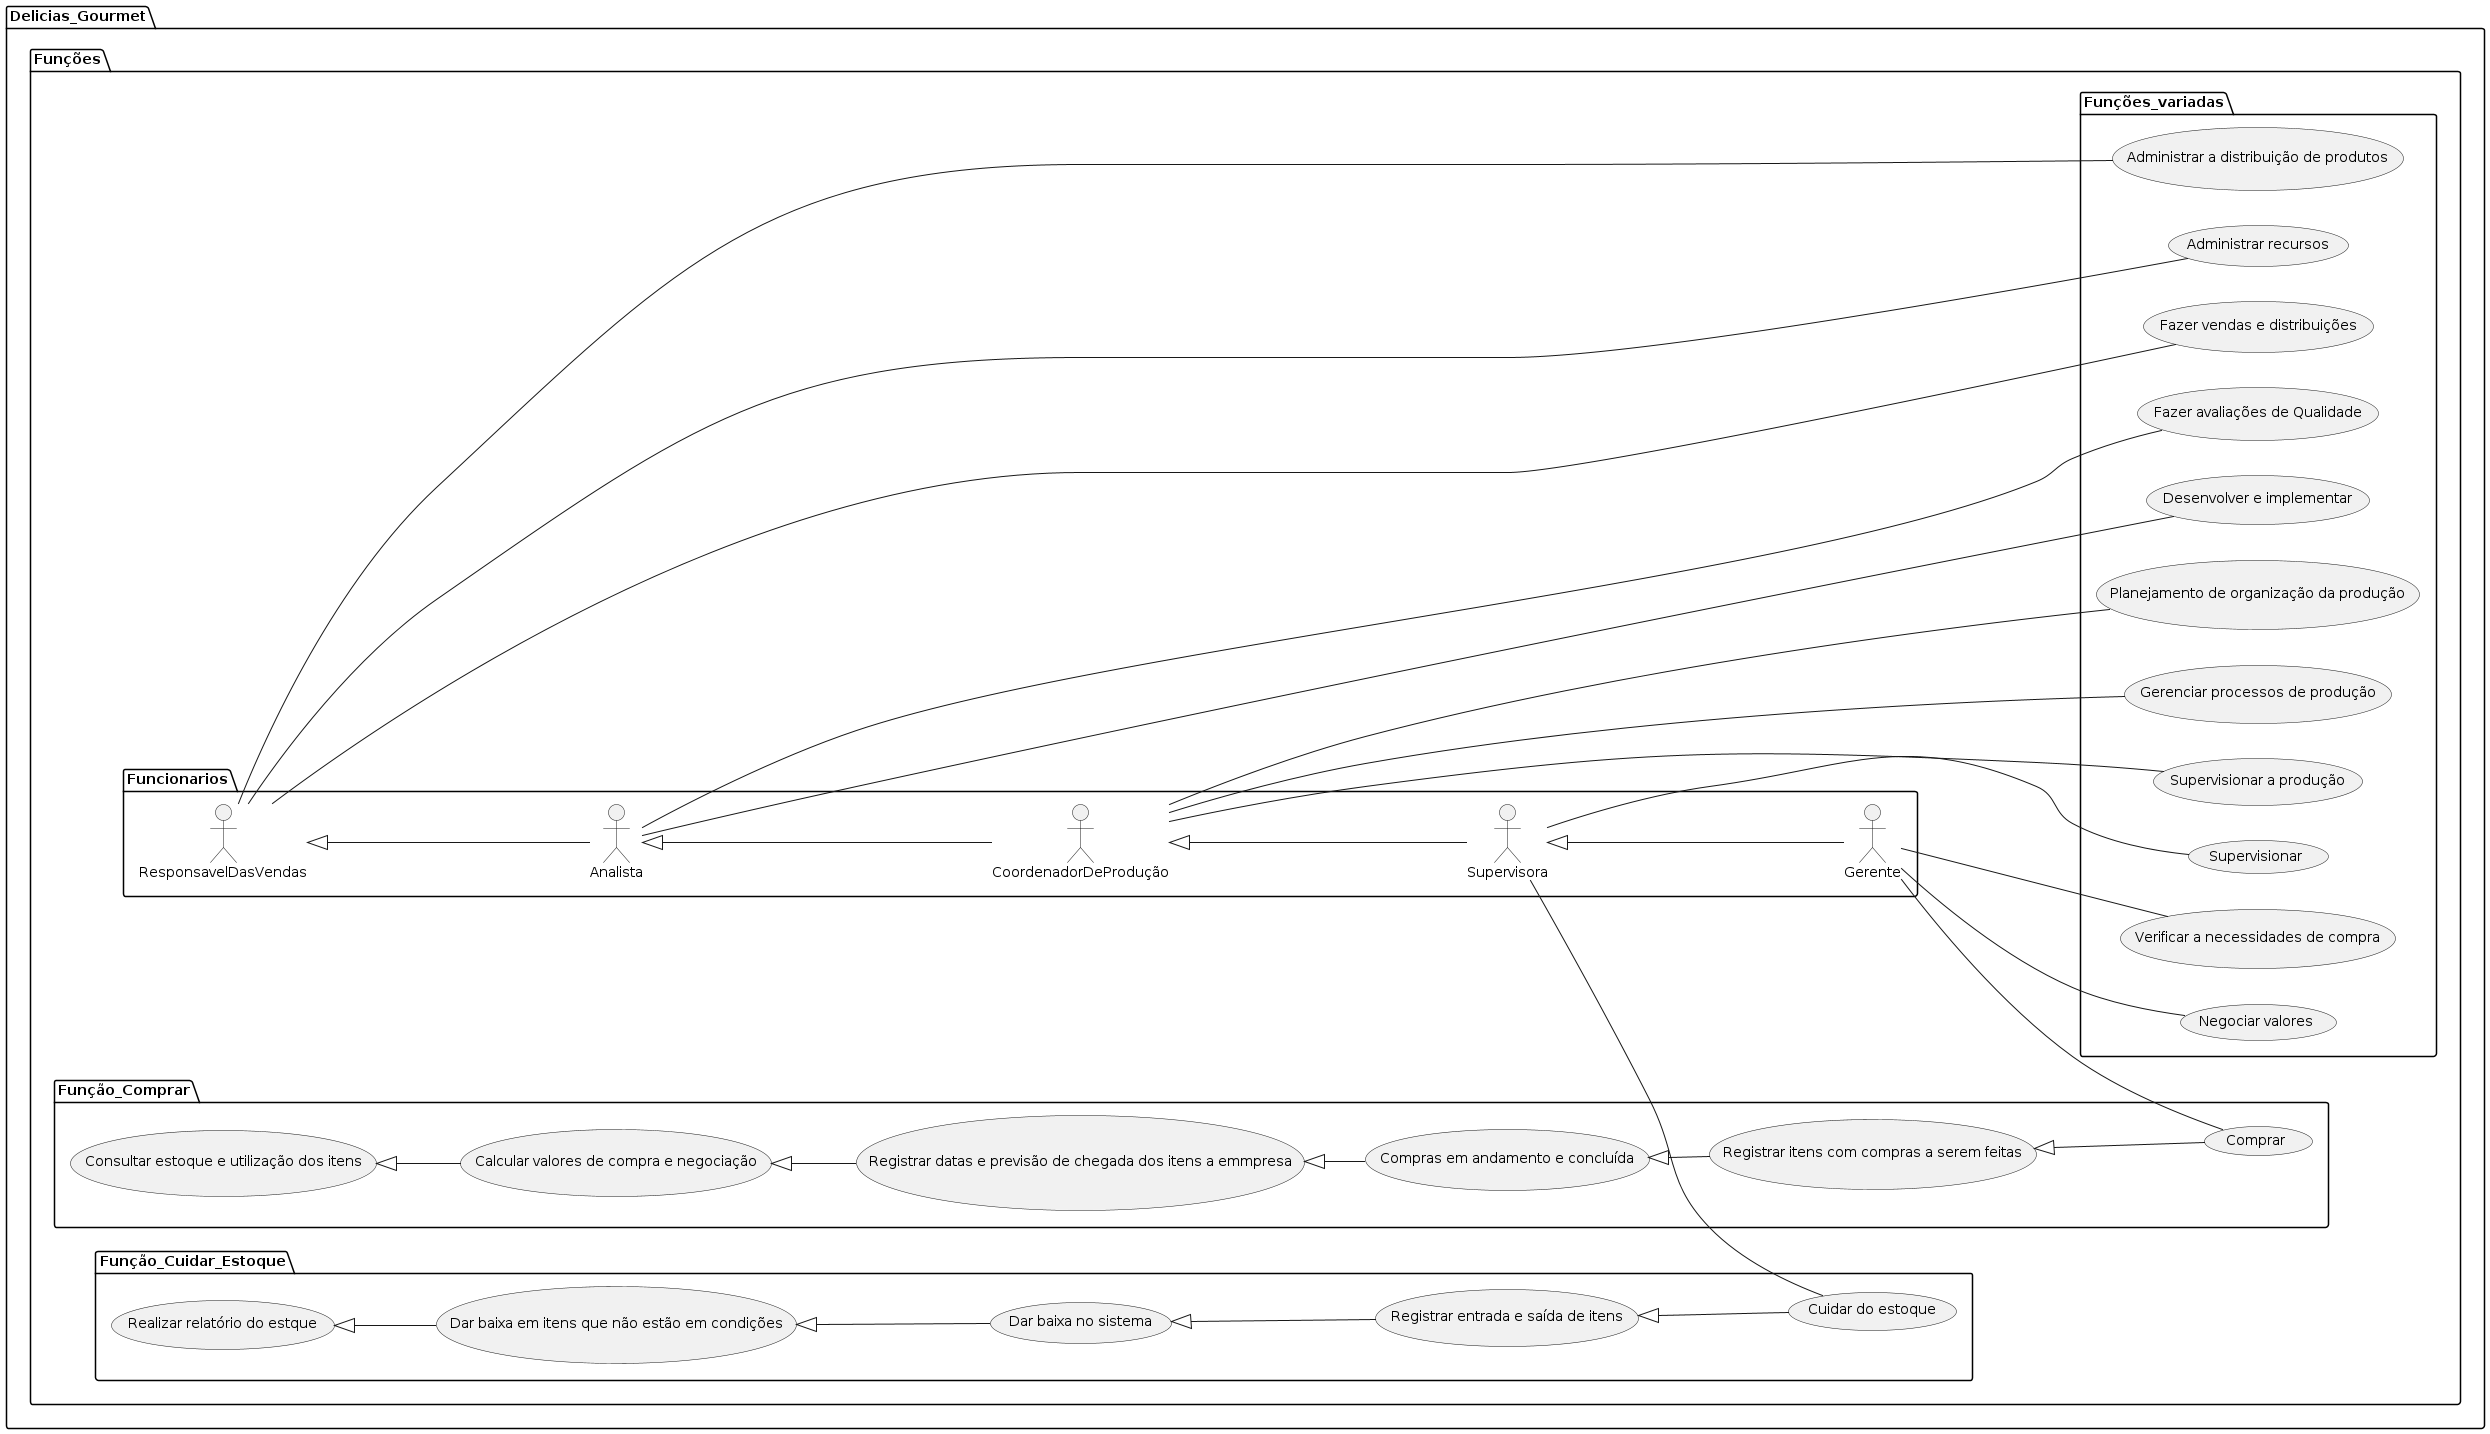 Delicias_Gourmet
Funções
Funções_variadas
Administrar a distribuição de produtos
Administrar recursos
Fazer vendas e distribuições
Fazer avaliações de Qualidade
Desenvolver e implementar
Planejamento de organização da produção
Gerenciar processos de produção
Supervisionar a produção
Supervisionar
Verificar a necessidades de compra
Negociar valores
Funcionarios
ResponsavelDasVendas
Analista
CoordenadorDeProdução
Supervisora
Gerente
Função_Comprar
Consultar estoque e utilização dos itens
Calcular valores de compra e negociação
Registrar datas e previsão de chegada dos itens a emmpresa
Compras em andamento e concluída
Registrar itens com compras a serem feitas
Comprar
Função_Cuidar_Estoque
Realizar relatório do estque
Dar baixa em itens que não estão em condições
Dar baixa no sistema
Registrar entrada e saída de itens
Cuidar do estoque